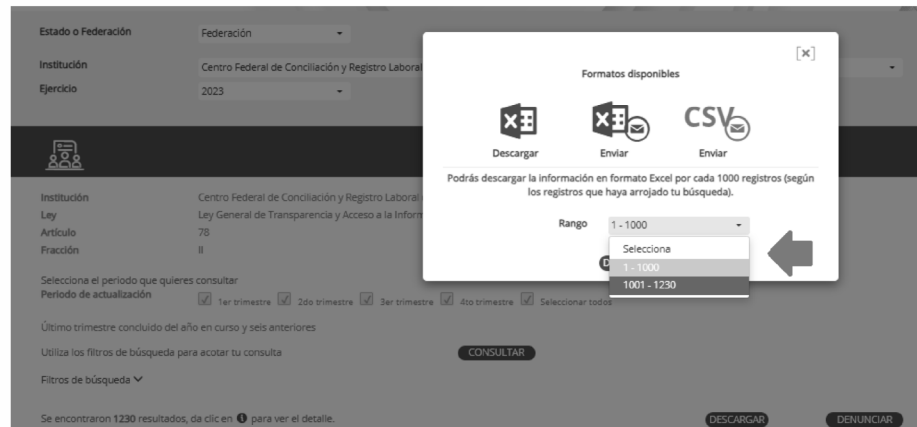 Estado o Federación
Federación
Institución
Centro Federal de Conciliación y Registro Laboral
Ejercicio
2023
[x]
Formatos disponibles
CSV
Descargar
Enviar
Enviar
Podrás descargar la información en formato Excel por cada 1000 registros (según
los registros que haya arrojado tu búsqueda).
Rango
1 - 1000
Selecciona
1 - 1000
1001 - 1230
D
Institución
Centro Federal de Conciliación y Registro Laboral
Ley
Ley General de Transparencia y Acceso a la Inform
Artículo
78
Fracción
II
Selecciona el periodo que quieres consultar
Periodo de actualización
1er trimestre 2do trimestre 3er trimestre 4to trimestre Seleccionar todos
Último trimestre concluido del año en curso y seis anteriores
Utiliza los filtros de búsqueda para acotar tu consulta
CONSULTAR
Filtros de búsqueda
Se encontraron 1230 resultados, da clic en i para ver el detalle.
DESCARGAR
DENUNCIAR